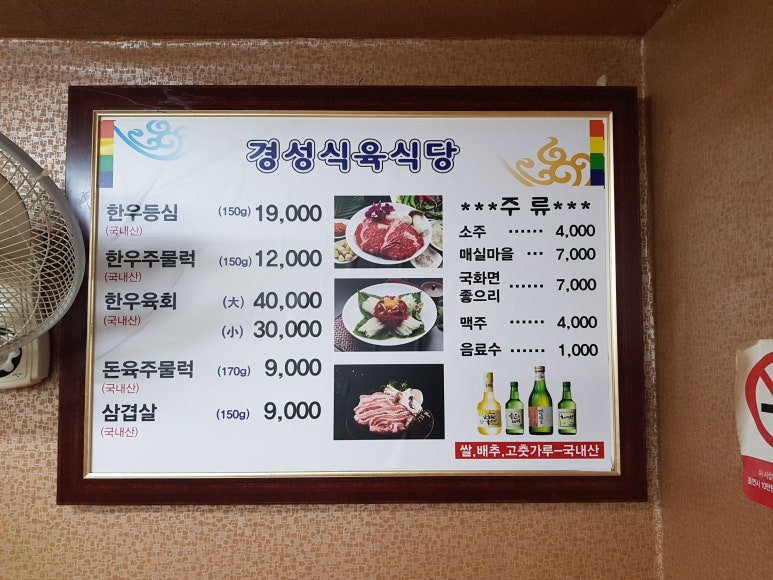 경성식육식당
한우등심 (150g) 19,000
(국내산)
한우주물럭 (150g) 12,000
(국내산)
한우육회 (大) 40,000
(국내산)
(小) 30,000
돈육주물럭 (170g) 9,000
(국내산)
삼겹살 (150g) 9,000
(국내산)
***주 류***
소주 ······ 4,000
매실마을 ··· 7,000
국화면
좋으리 ······ 7,000
맥주 ······ 4,000
음료수 ······ 1,000
쌀,배추,고춧가루-국내산